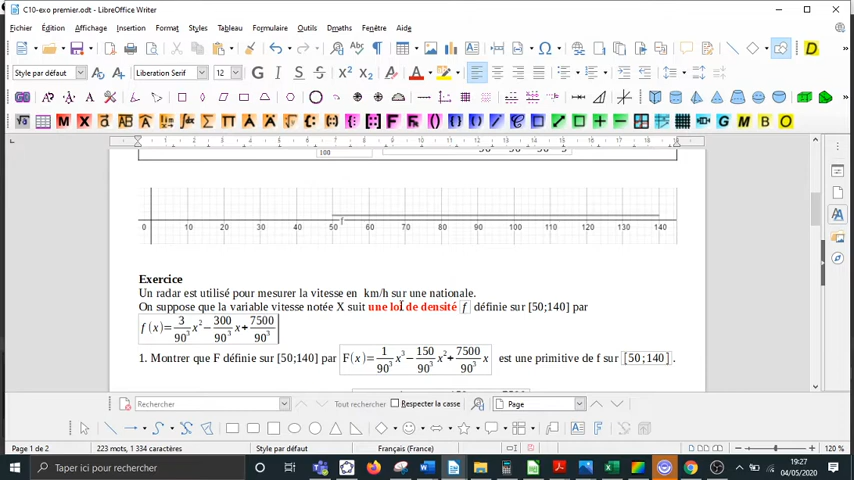 C10-exo premier.odt - LibreOffice Writer
Fichier Édition Affichage Insertion Format Styles Tableau Formulaire Outils Dmaths Fenêtre Aide
Style par défaut Liberation Serif 12
100
0 10 20 30 40 50 60 70 80 90 100 110 120 130 140
Exercice
Un radar est utilisé pour mesurer la vitesse en km/h sur une nationale.
On suppose que la variable vitesse notée X suit une loi de densité f définie sur [50;140] par
f(x)=3/90³ x²−300/90³ x+7500/90³
1. Montrer que F définie sur [50;140] par F(x)=1/90³ x³−150/90³ x²+7500/90³ x est une primitive de f sur [50;140].
Rechercher Tout rechercher Respecter la casse Page
Page 1 de 2 223 mots, 1 334 caractères Style par défaut Français (France) 120 %
Taper ici pour rechercher 19:27
04/05/2020